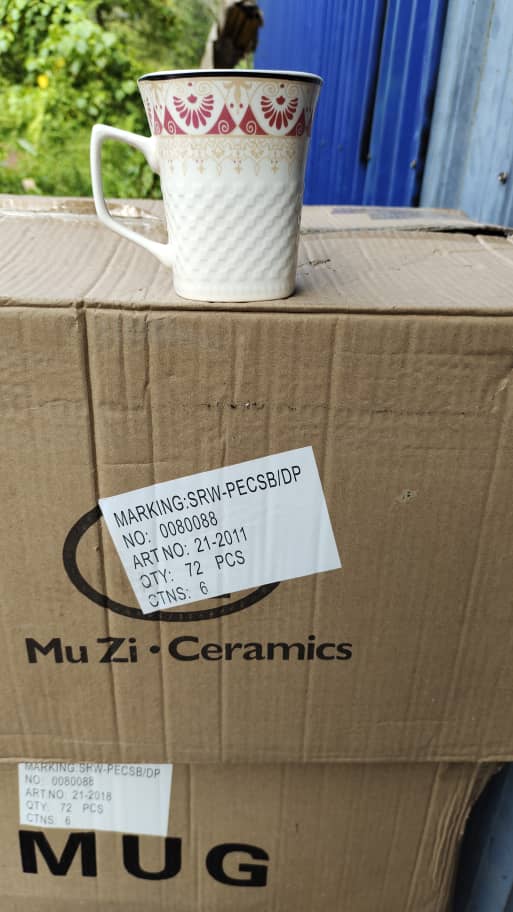 MARKING:SRW-PECSB/DP
NO: 0080088
ART NO: 21-2011
QTY: 72 PCS
CTNS: 6
Mu Zi • Ceramics
MARKING:SRW-PECSB/DP
NO: 0080088
ART NO: 21-2018
QTY: 72 PCS
CTNS: 6
MUG